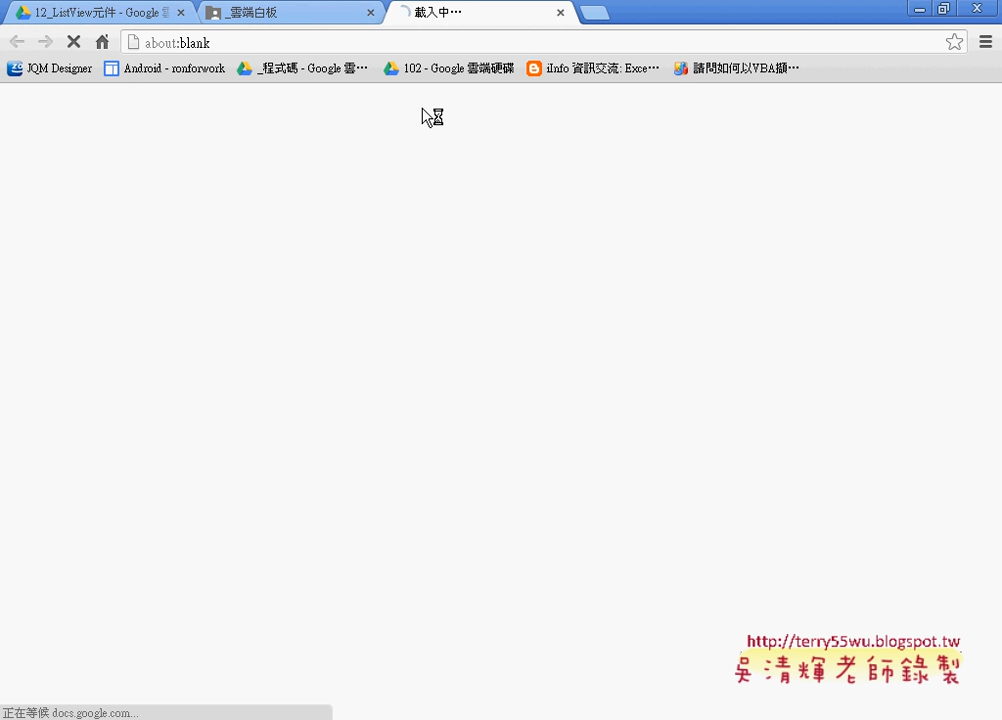 12_ListView元件 - Google 雲
_雲端白板
載入中…
about:blank
JQM Designer
Android - ronforwork
_程式碼 - Google 雲…
102 - Google 雲端硬碟
iInfo 資訊交流: Exce…
請問如何以VBA擷…
http://terry55wu.blogspot.tw
吳清輝老師錄製
正在等候 docs.google.com...